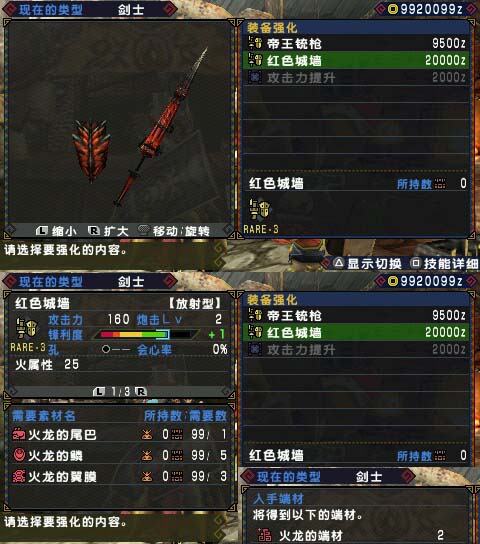 现在的类型 剑士
9920099z
装备强化
帝王铳枪 9500z
红色城墙 20000z
攻击力提升 2000z
红色城墙 所持数 0
RARE-3
L 缩小 R 扩大 移动:旋转
请选择要强化的内容。
△显示切换 □技能详细
现在的类型 剑士
9920099z
红色城墙 【放射型】
攻击力 160 炮击Lv 2
锋利度 +1
RARE-3 孔 ○-- 会心率 0%
火属性 25
L 1/3 R
需要素材名 所持数:需要数
火龙的尾巴 0 99/ 1
火龙的鳞 0 99/ 5
火龙的翼膜 0 99/ 3
请选择要强化的内容。
装备强化
帝王铳枪 9500z
红色城墙 20000z
攻击力提升 2000z
红色城墙 所持数 0
现在的类型 剑士
入手端材
将得到以下的端材。
火龙的端材 2